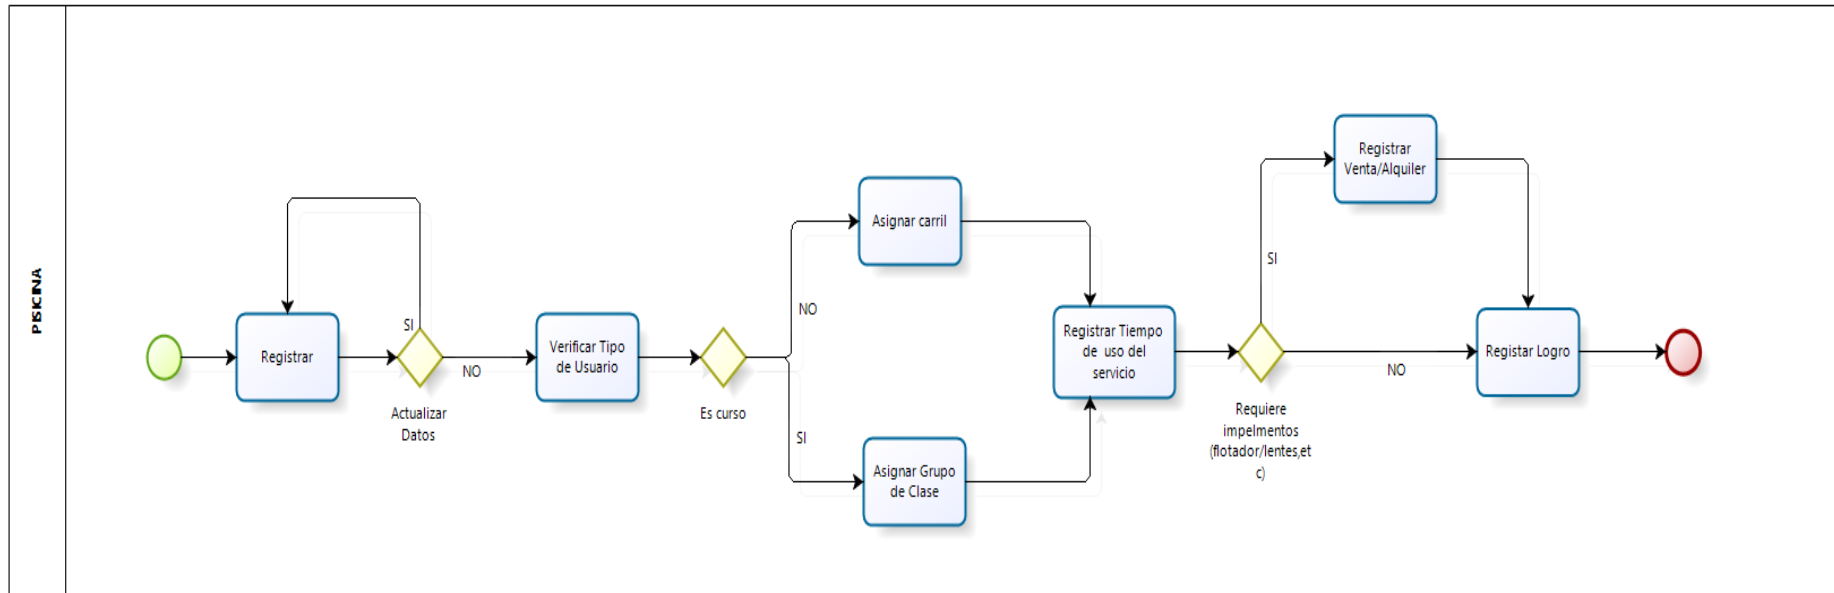 PISICINA
Registrar
SI
NO
Actualizar
Datos
Verificar Tipo
de Usuario
Es curso
NO
SI
Asignar carril
Asignar Grupo
de Clase
Registrar Tiempo
de uso del
servicio
SI
NO
Requiere
impelmentos
(flotador/lentes,et
c)
Registrar
Venta/Alquiler
Registar Logro